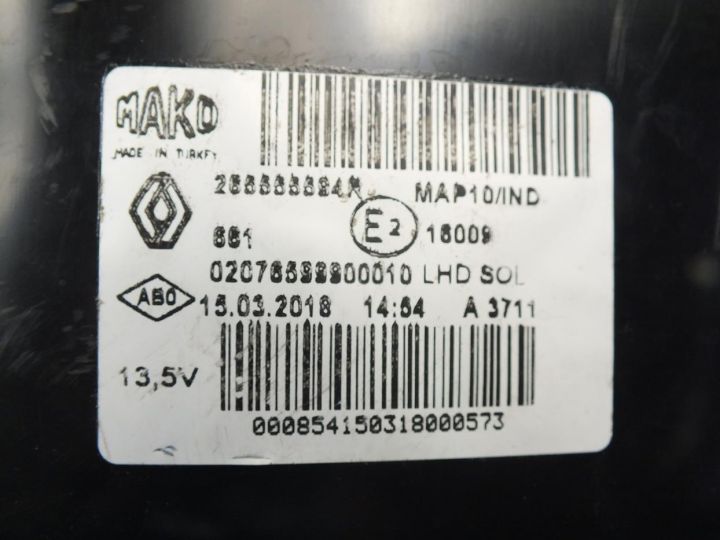 MAKO
MADE IN TURKEY
MAP10/IND
E2
16009
LHD SOL
ABO
15.03.2018 14:54 A 3711
13,5V
000854150318000573